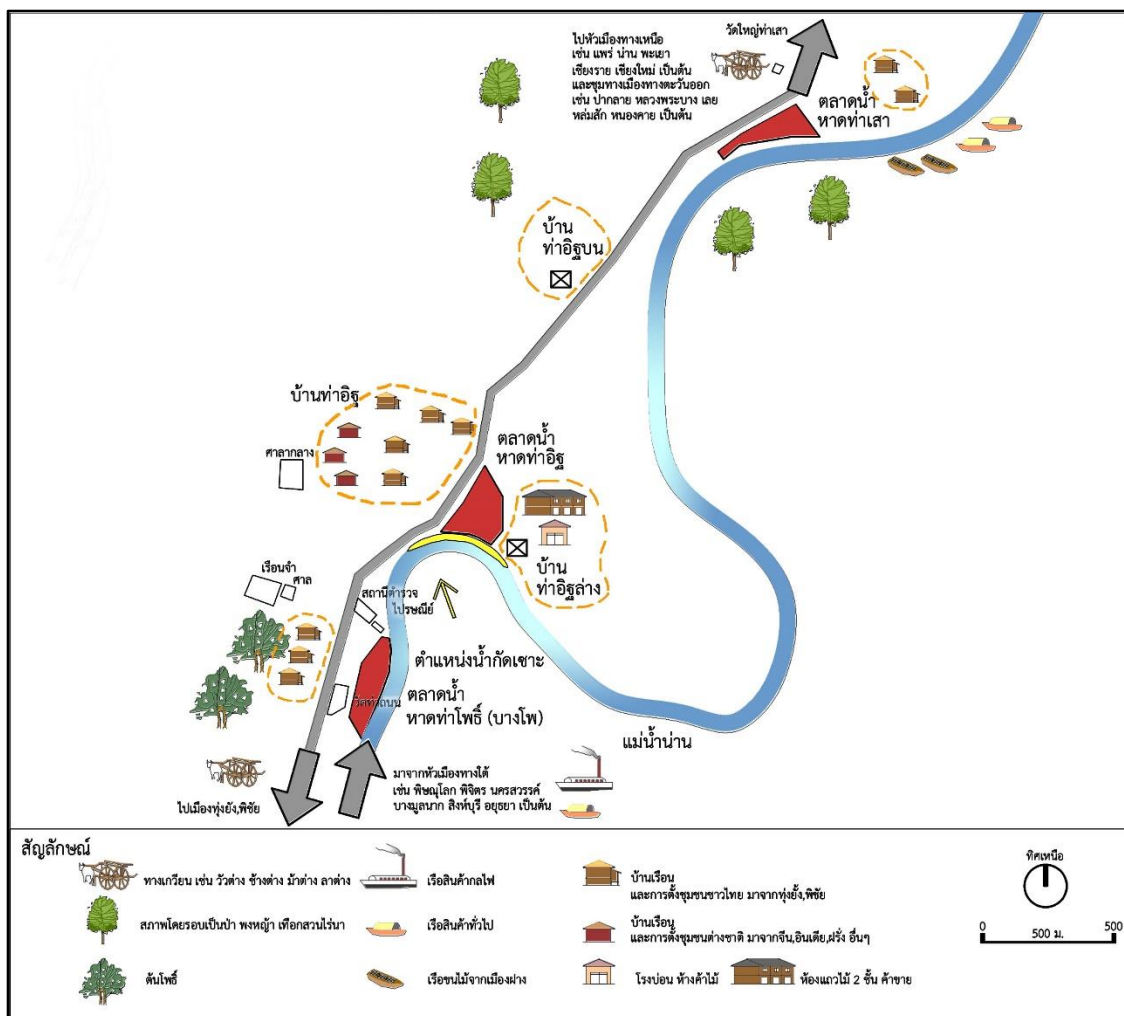 ไปหัวเมืองทางเหนือ
เช่น แพร่ น่าน พะเยา
เชียงราย เชียงใหม่ เป็นต้น
และชุมทางเมืองทางตะวันออก
เช่น ปากลาย หลวงพระบาง เลย
หล่มสัก หนองคาย เป็นต้น
วัดใหญ่ท่าเสา
ตลาดน้ำ
หาดท่าเสา
บ้าน
ท่าอิฐบน
บ้านท่าอิฐ
ศาลากลาง
ตลาดน้ำ
หาดท่าอิฐ
บ้าน
ท่าอิฐล่าง
เรือนจำ
ศาล
สถานีตำรวจ
ไปรษณีย์
ตำแหน่งน้ำกัดเซาะ
วัดท่าถนน
ตลาดน้ำ
หาดท่าโพธิ์ (บางโพ)
แม่น้ำน่าน
ไปเมืองทุ่งยัง,พิชัย
มาจากหัวเมืองทางใต้
เช่น พิษณุโลก พิจิตร นครสวรรค์
บางมูลนาก สิงห์บุรี อยุธยา เป็นต้น
สัญลักษณ์
ทางเกวียน เช่น วัวต่าง ช้างต่าง ม้าต่าง ลาต่าง
สภาพโดยรอบเป็นป่า พงหญ้า เทือกสวนไร่นา
ต้นโพธิ์
เรือสินค้ากลไฟ
เรือสินค้าทั่วไป
เรือขนไม้จากเมืองฝาง
บ้านเรือน
และการตั้งชุมชนชาวไทย มาจากทุ่งยั้ง,พิชัย
บ้านเรือน
และการตั้งชุมชนต่างชาติ มาจากจีน,อินเดีย,ฝรั่ง อื่นๆ
โรงบ่อน ห้างค้าไม้
ห้องแถวไม้ 2 ชั้น ค้าขาย
ทิศเหนือ
0 500 ม. 500